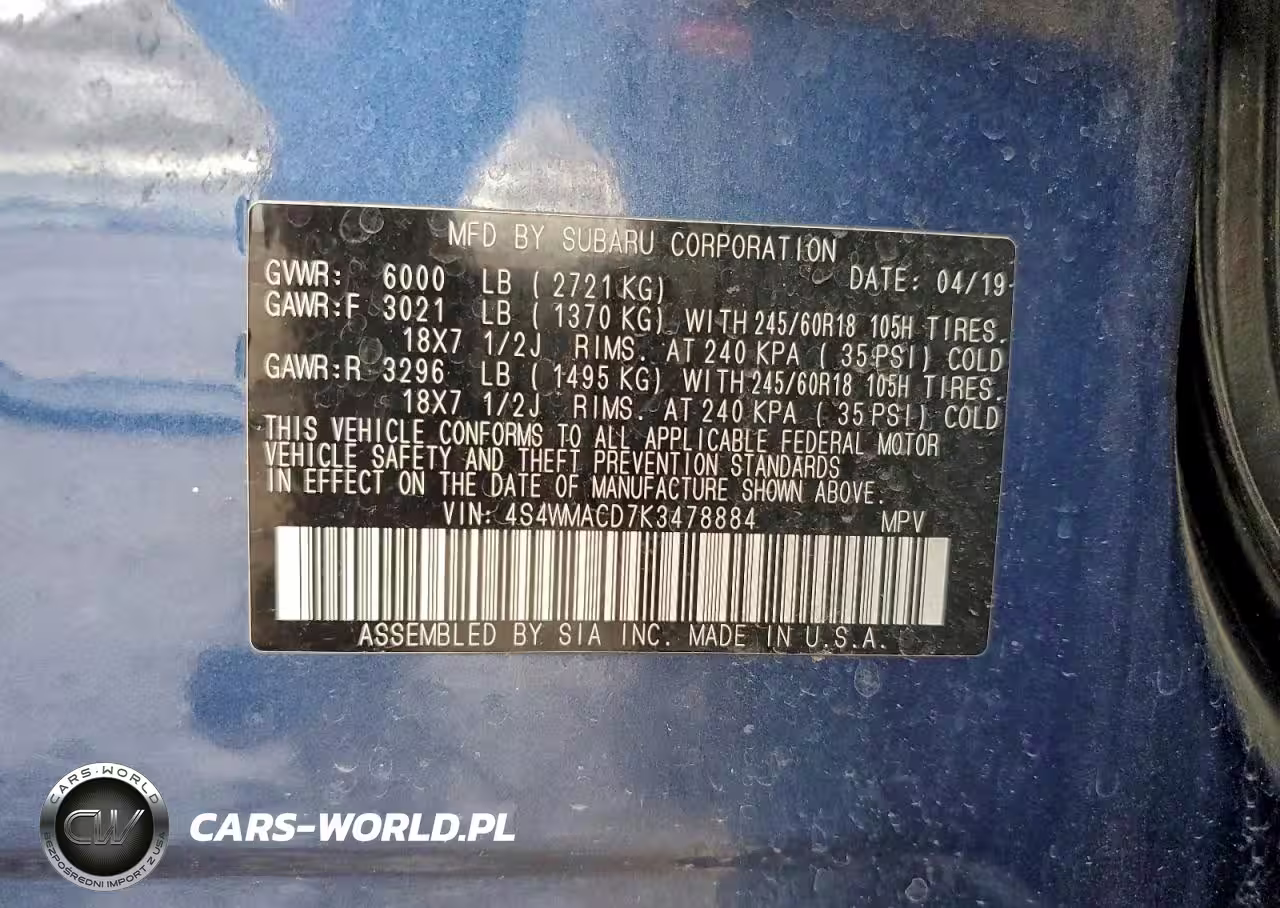 MFD BY SUBARU CORPORATION
GVWR: 6000 LB ( 2721 KG) DATE: 04/19
GAWR:F 3021 LB ( 1370 KG) WITH 245/60R18 105H TIRES.
18X7 1/2J RIMS. AT 240 KPA ( 35 PSI) COLD
GAWR:R 3296 LB ( 1495 KG) WITH 245/60R18 105H TIRES.
18X7 1/2J RIMS. AT 240 KPA ( 35 PSI) COLD
THIS VEHICLE CONFORMS TO ALL APPLICABLE FEDERAL MOTOR
VEHICLE SAFETY AND THEFT PREVENTION STANDARDS
IN EFFECT ON THE DATE OF MANUFACTURE SHOWN ABOVE.
VIN: 4S4WMACD7K3478884 MPV
ASSEMBLED BY SIA INC. MADE IN U.S.A.
CARS-WORLD
CW
BEZPOŚREDNI IMPORT Z USA
CARS-WORLD.PL